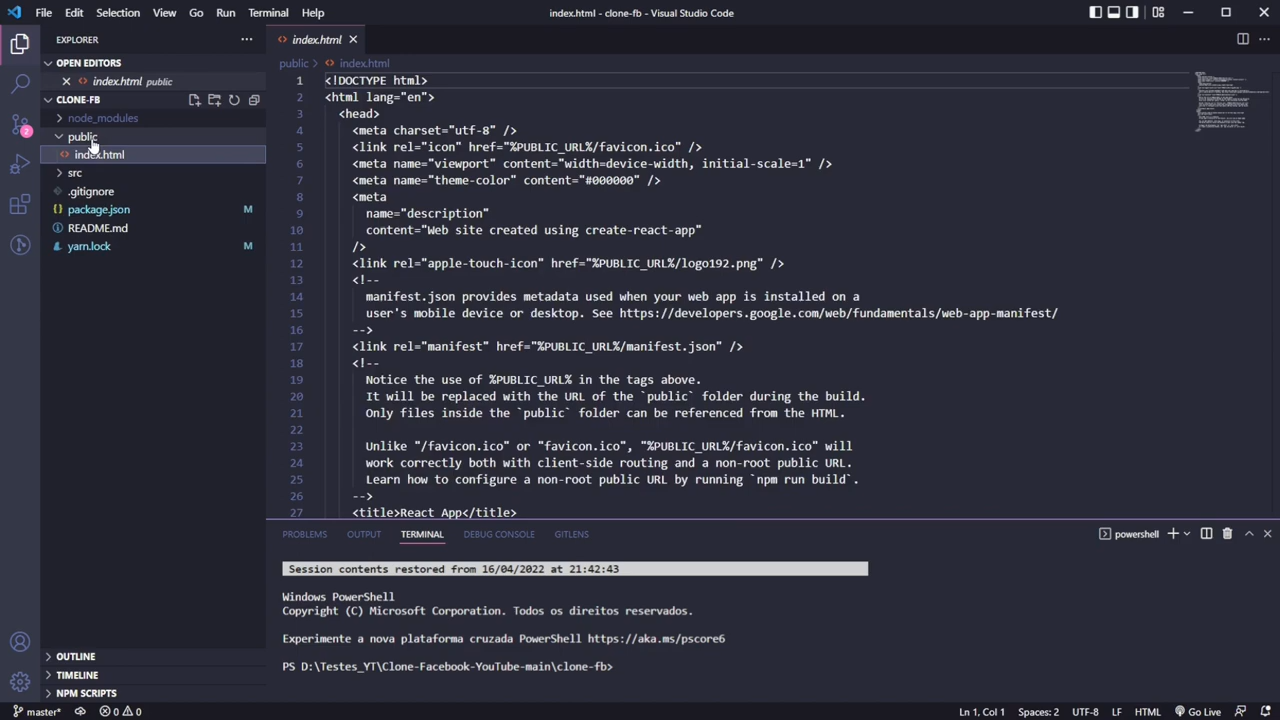 File Edit Selection View Go Run Terminal Help
index.html - clone-fb - Visual Studio Code
EXPLORER
OPEN EDITORS
index.html public
CLONE-FB
node_modules
public
index.html
src
.gitignore
package.json M
README.md
yarn.lock M
2
OUTLINE
TIMELINE
NPM SCRIPTS
index.html
public index.html
1 <!DOCTYPE html>
2 <html lang="en">
3 <head>
4 <meta charset="utf-8" />
5 <link rel="icon" href="%PUBLIC_URL%/favicon.ico" />
6 <meta name="viewport" content="width=device-width, initial-scale=1" />
7 <meta name="theme-color" content="#000000" />
8 <meta
9 name="description"
10 content="Web site created using create-react-app"
11 />
12 <link rel="apple-touch-icon" href="%PUBLIC_URL%/logo192.png" />
13 <!--
14 manifest.json provides metadata used when your web app is installed on a
15 user's mobile device or desktop. See https://developers.google.com/web/fundamentals/web-app-manifest/
16 -->
17 <link rel="manifest" href="%PUBLIC_URL%/manifest.json" />
18 <!--
19 Notice the use of %PUBLIC_URL% in the tags above.
20 It will be replaced with the URL of the `public` folder during the build.
21 Only files inside the `public` folder can be referenced from the HTML.
22
23 Unlike "/favicon.ico" or "favicon.ico", "%PUBLIC_URL%/favicon.ico" will
24 work correctly both with client-side routing and a non-root public URL.
25 Learn how to configure a non-root public URL by running `npm run build`.
26 -->
27 <title>React App</title>
PROBLEMS OUTPUT TERMINAL DEBUG CONSOLE GITLENS
powershell
Session contents restored from 16/04/2022 at 21:42:43
Windows PowerShell
Copyright (C) Microsoft Corporation. Todos os direitos reservados.
Experimente a nova plataforma cruzada PowerShell https://aka.ms/pscore6
PS D:\Testes_YT\Clone-Facebook-YouTube-main\clone-fb>
master* 0 0 Ln 1, Col 1 Spaces: 2 UTF-8 LF HTML Go Live